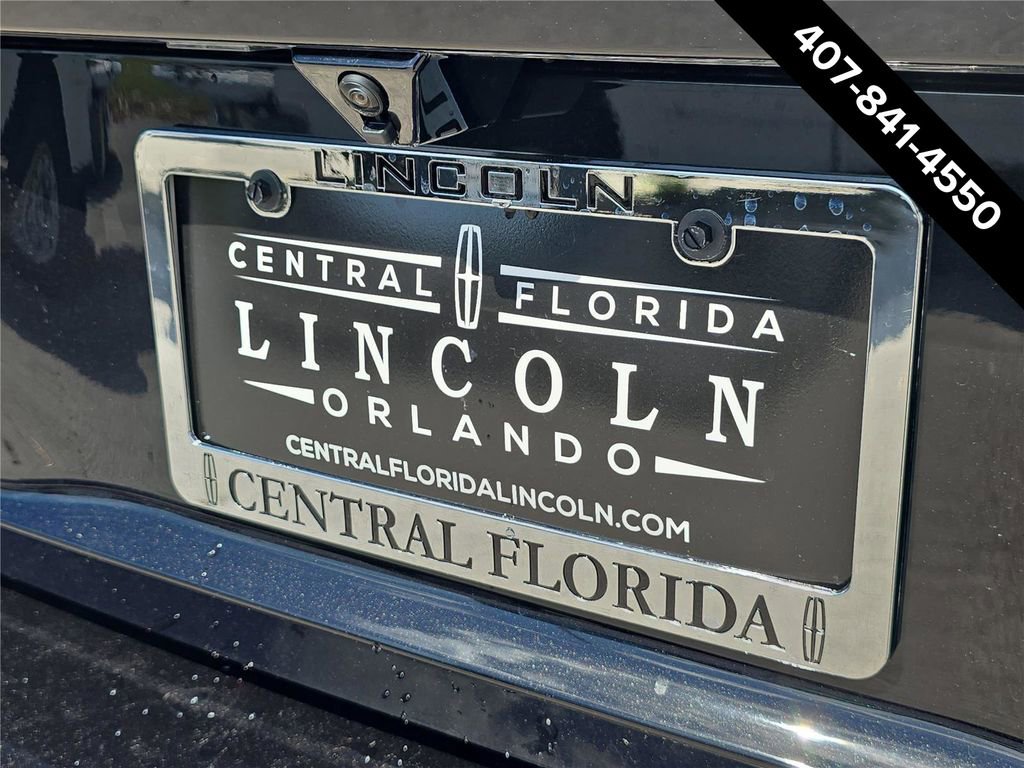 407-841-4550
LINCOLN
CENTRAL FLORIDA
LINCOLN
ORLANDO
CENTRALFLORIDALINCOLN.COM
CENTRAL FLORIDA